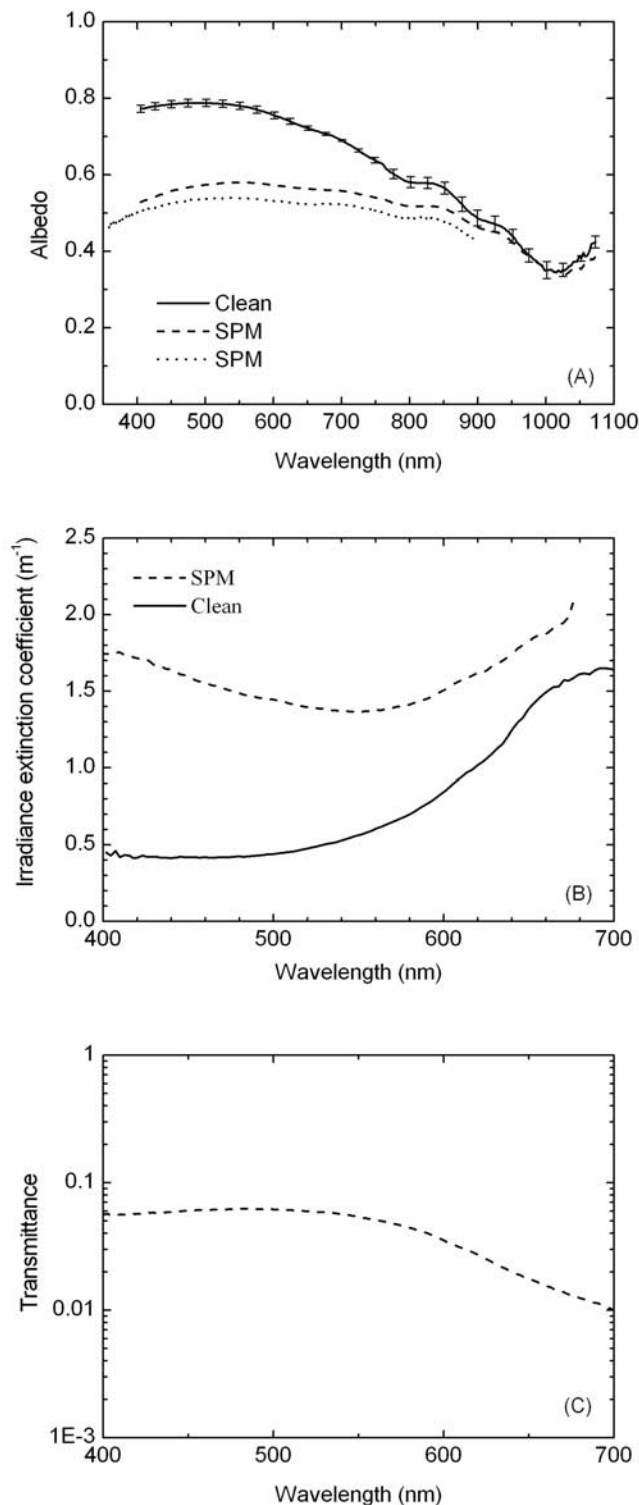 1.0
0.8
0.6
0.4
0.2
0.0
Albedo
Clean
SPM
SPM
(A)
400 500 600 700 800 900 1000 1100
Wavelength (nm)
2.5
2.0
1.5
1.0
0.5
0.0
Irradiance extinction coefficient (m⁻¹)
SPM
Clean
(B)
400 500 600 700
Wavelength (nm)
1
0.1
0.01
1E-3
Transmittance
(C)
400 500 600 700
Wavelength (nm)